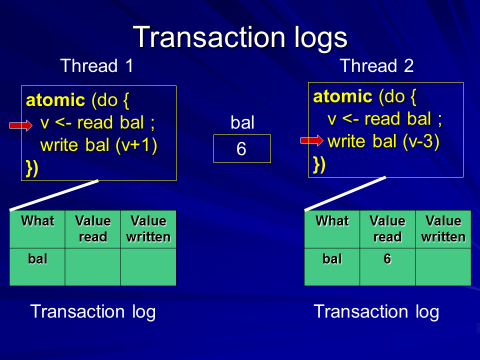 Transaction logs
Thread 1
atomic (do {
v <- read bal ;
write bal (v+1)
})
bal
6
Thread 2
atomic (do {
v <- read bal ;
write bal (v-3)
})
What Value read Value written
bal
Transaction log
What Value read Value written
bal 6
Transaction log